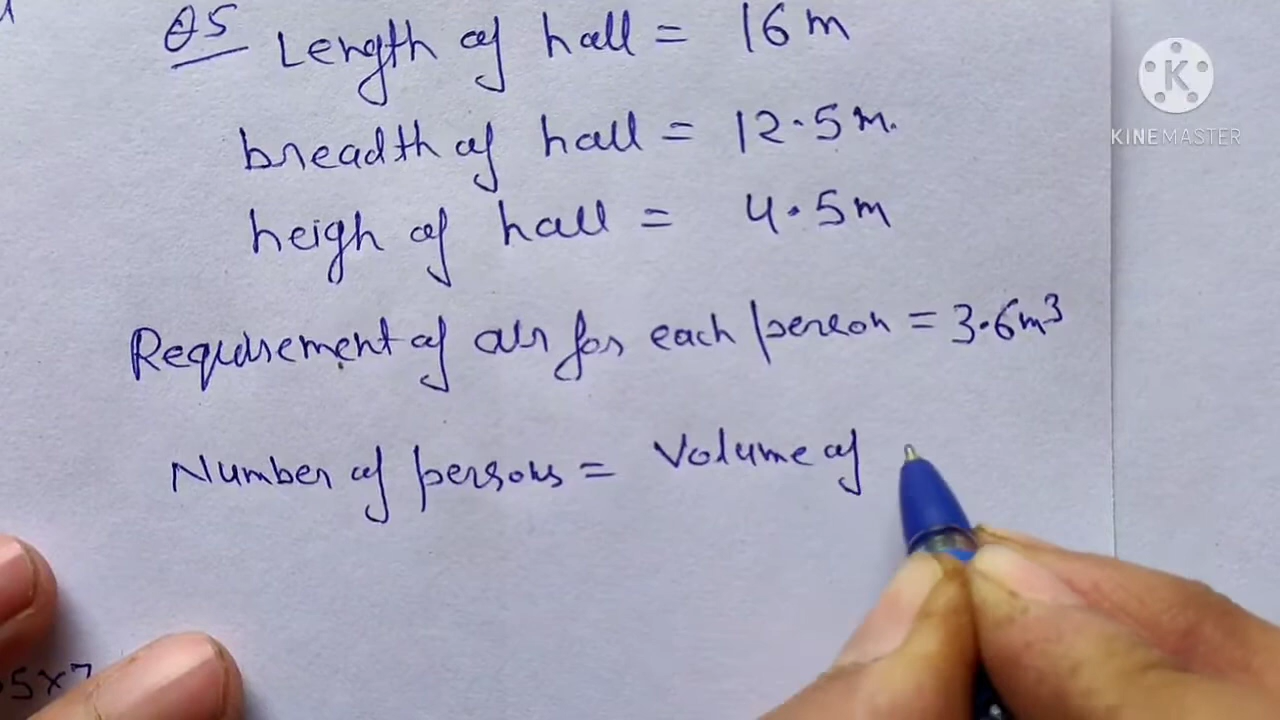 Q5 Length of hall = 16 m
breadth of hall = 12.5 m.
heigh of hall = 4.5 m
Requirement of air for each person = 3.6 m³
Number of persons = Volume of
5x7
K
KINEMASTER